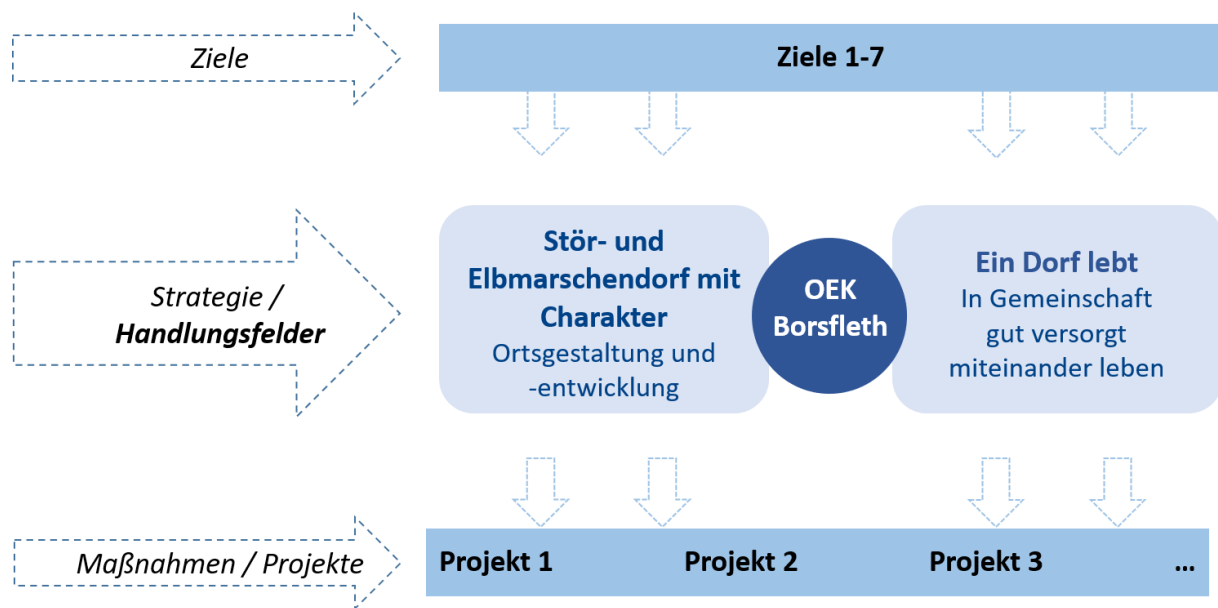 Ziele
Ziele 1-7
Strategie /
Handlungsfelder
Stör- und
Elbmarschendorf mit
Charakter
Ortsgestaltung und
-entwicklung
OEK
Borsfleth
Ein Dorf lebt
In Gemeinschaft
gut versorgt
miteinander leben
Maßnahmen / Projekte
Projekt 1 Projekt 2 Projekt 3 ...